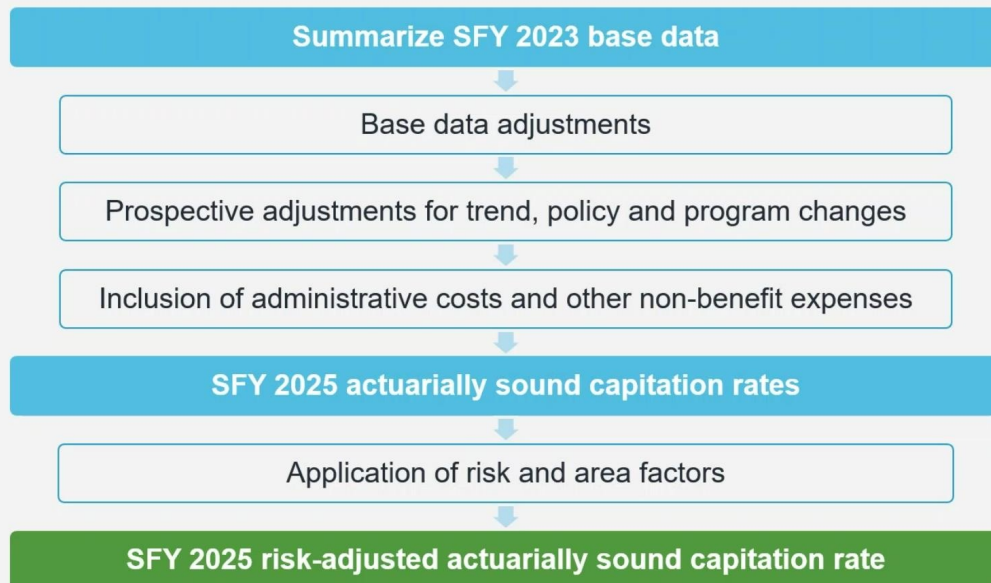 Summarize SFY 2023 base data
Base data adjustments
Prospective adjustments for trend, policy and program changes
Inclusion of administrative costs and other non-benefit expenses
SFY 2025 actuarially sound capitation rates
Application of risk and area factors
SFY 2025 risk-adjusted actuarially sound capitation rate